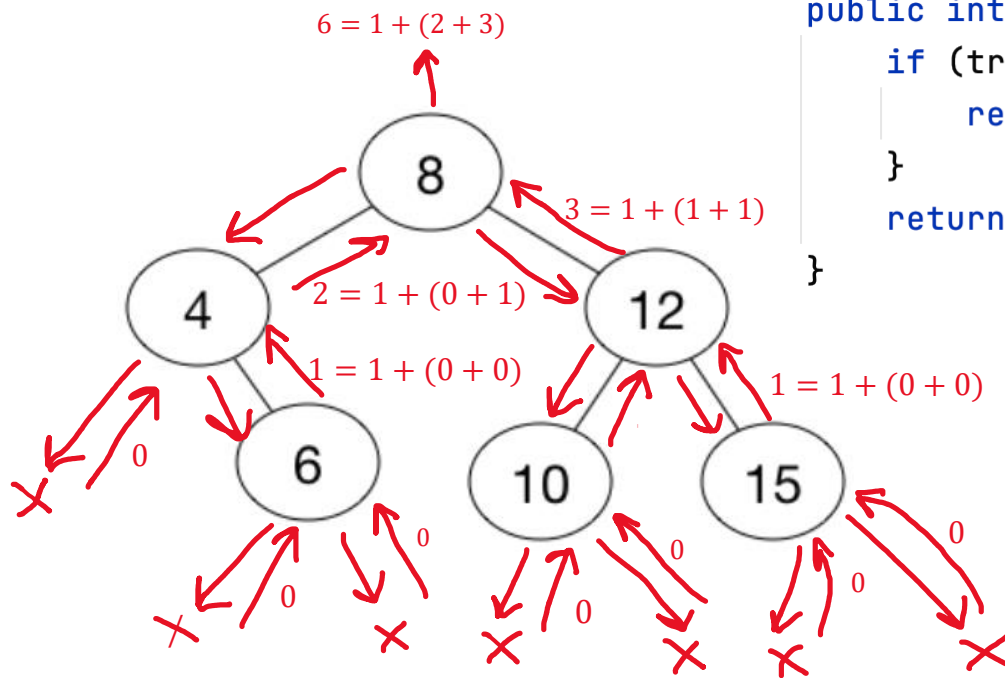 6 = 1 + (2 + 3)
public int
if (tr
re
}
return
}
8
3 = 1 + (1 + 1)
4
2 = 1 + (0 + 1)
12
1 = 1 + (0 + 0)
1 = 1 + (0 + 0)
0
6
10
15
0
0
0
0
0
0